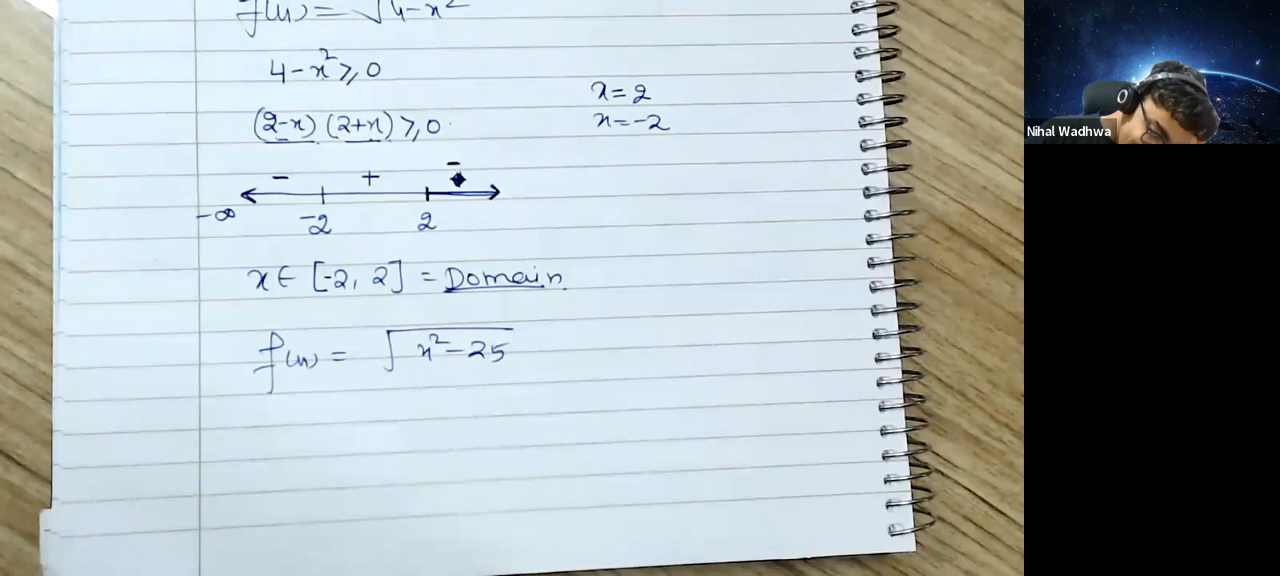 f(x) = √4-x²
4-x² ≥ 0
x = 2
(2-x) (2+x) ≥ 0
x = -2
- + -
-∞ -2 2
x ∈ [-2, 2] = Domain
f(x) = √x²-25
Nihal Wadhwa